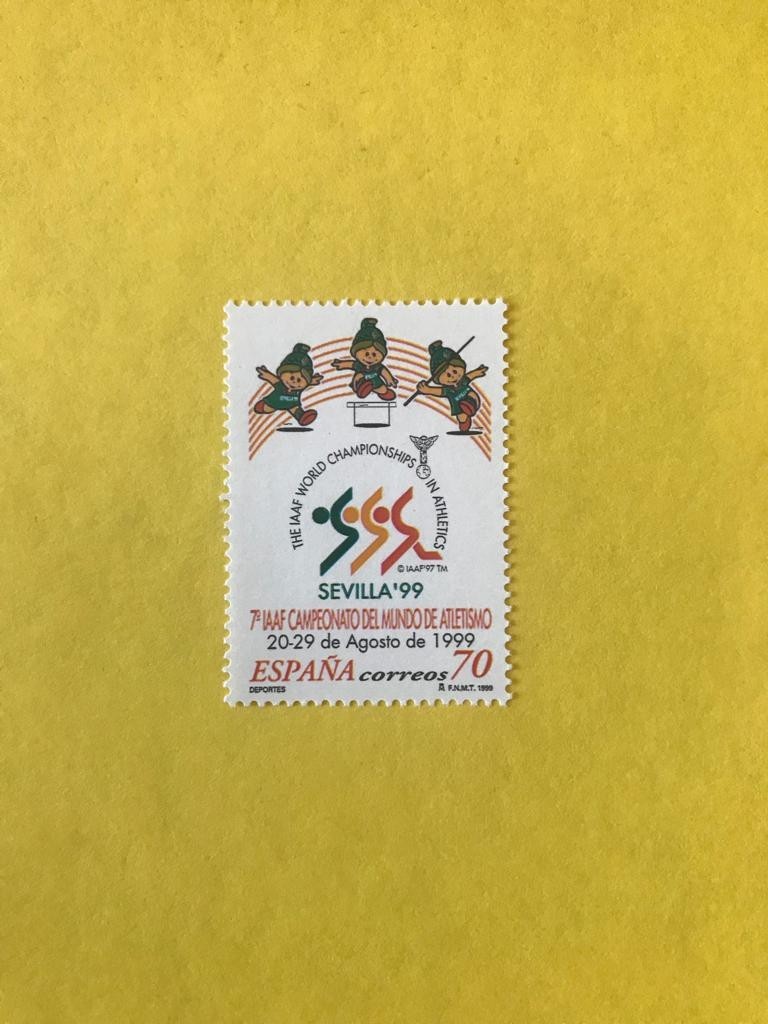 THE IAAF WORLD CHAMPIONSHIPS IN ATHLETICS
© IAAF'97 TM
SEVILLA'99
7ª IAAF CAMPEONATO DEL MUNDO DE ATLETISMO
20-29 de Agosto de 1999
ESPAÑA correos 70
DEPORTES F.N.M.T. 1999